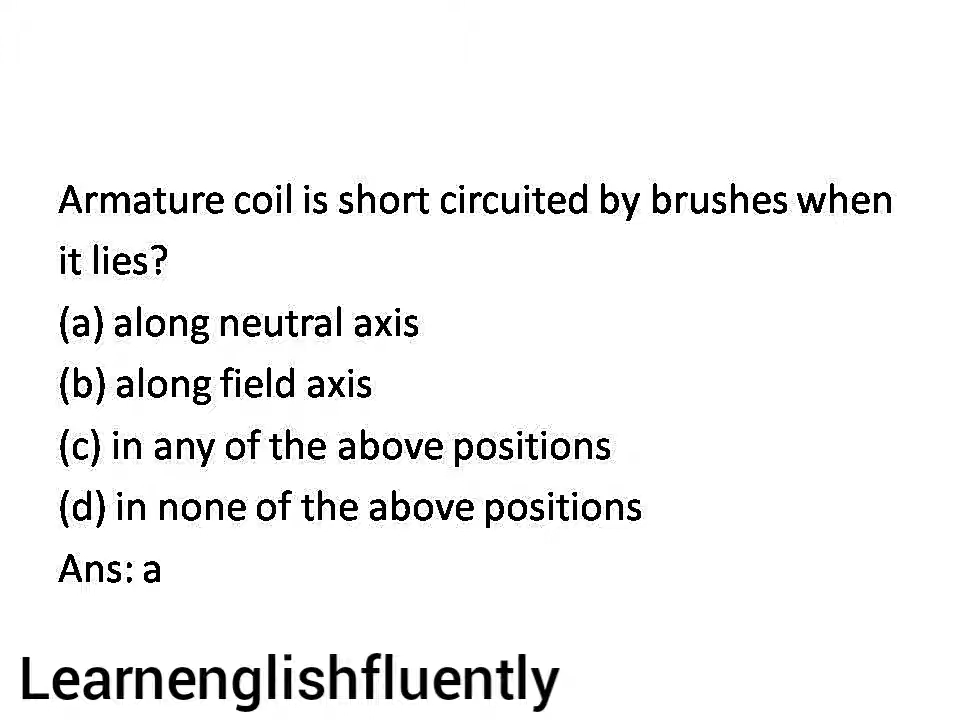 Armature coil is short circuited by brushes when
it lies?
(a) along neutral axis
(b) along field axis
(c) in any of the above positions
(d) in none of the above positions
Ans: a
Learnenglishfluently